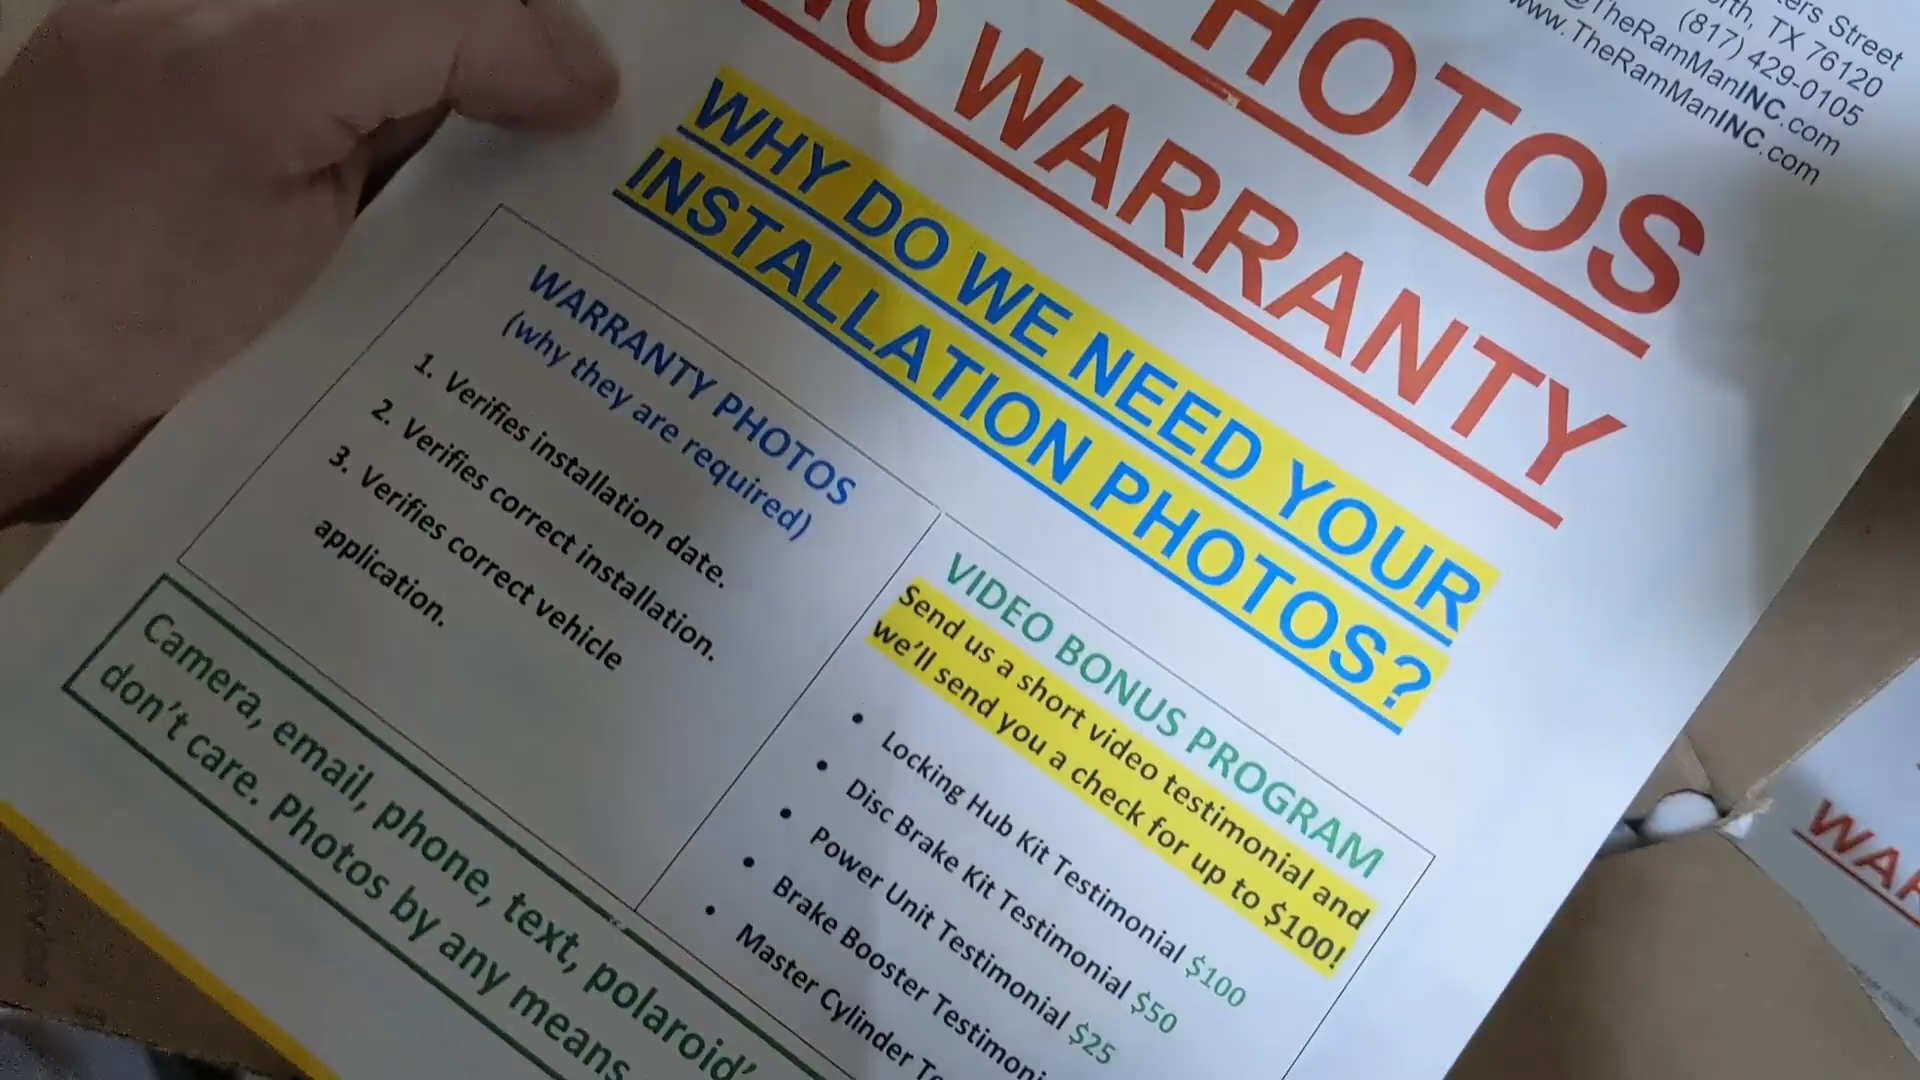 Street
TX 76120
(817) 429-0105
@TheRamManINC.com
www.TheRamManINC.com
PHOTOS
NO WARRANTY
WHY DO WE NEED YOUR
INSTALLATION PHOTOS?
WARRANTY PHOTOS
(why they are required)
1. Verifies installation date.
2. Verifies correct installation.
3. Verifies correct vehicle
application.
VIDEO BONUS PROGRAM
Send us a short video testimonial and
we'll send you a check for up to $100!
• Locking Hub Kit Testimonial $100
• Disc Brake Kit Testimonial $50
• Power Unit Testimonial $25
• Brake Booster Testimoni
• Master Cylinder Te
Camera, email, phone, text, polaroid'
don't care. Photos by any means